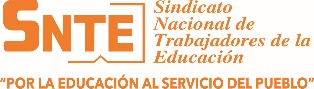 SNTE
Sindicato
Nacional de
Trabajadores de la
Educación
"POR LA EDUCACIÓN AL SERVICIO DEL PUEBLO"